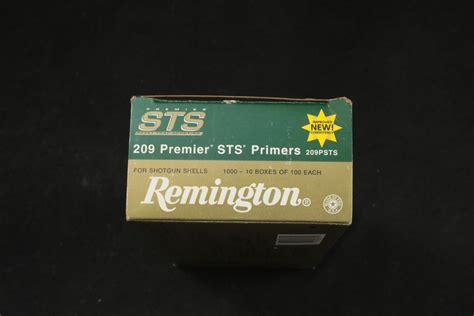 PREMIER
STS
IMPROVED
NEW!
CONSISTENCY
209 Premier® STS® Primers 209PSTS
FOR SHOTGUN SHELLS 1000 - 10 BOXES OF 100 EACH
Remington®